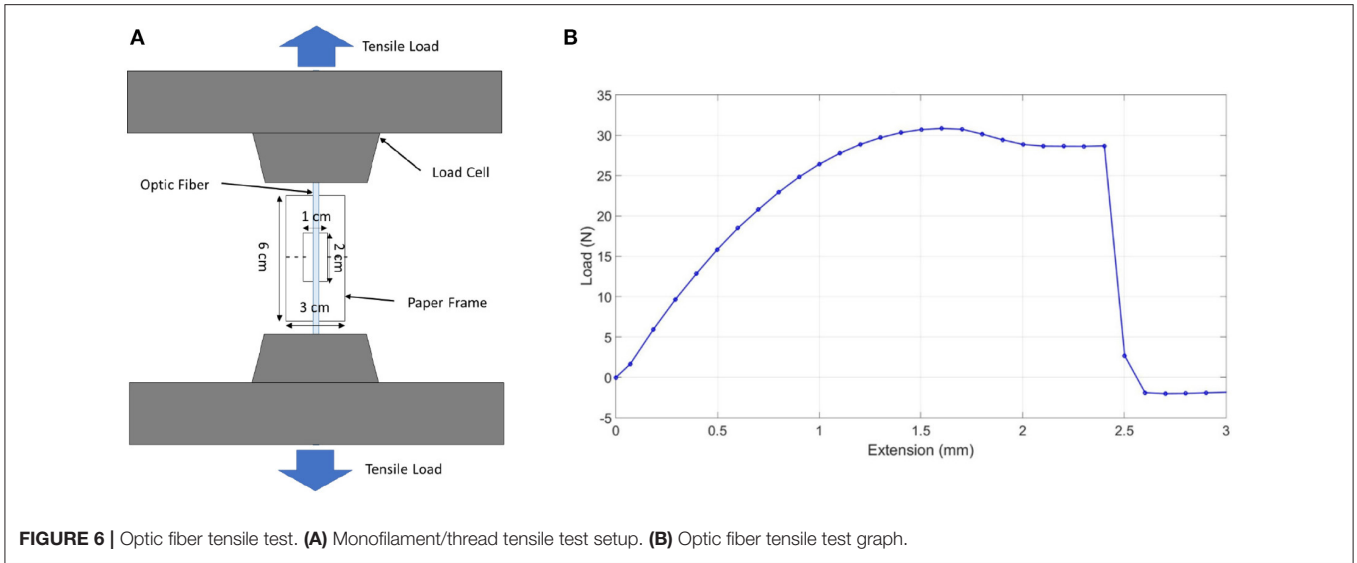 A
Tensile Load
Load Cell
Optic Fiber
1 cm
6 cm
2 cm
Paper Frame
3 cm
Tensile Load
B
35
30
25
20
15
10
5
0
-5
Load (N)
0 0.5 1 1.5 2 2.5 3
Extension (mm)
FIGURE 6 | Optic fiber tensile test. (A) Monofilament/thread tensile test setup. (B) Optic fiber tensile test graph.